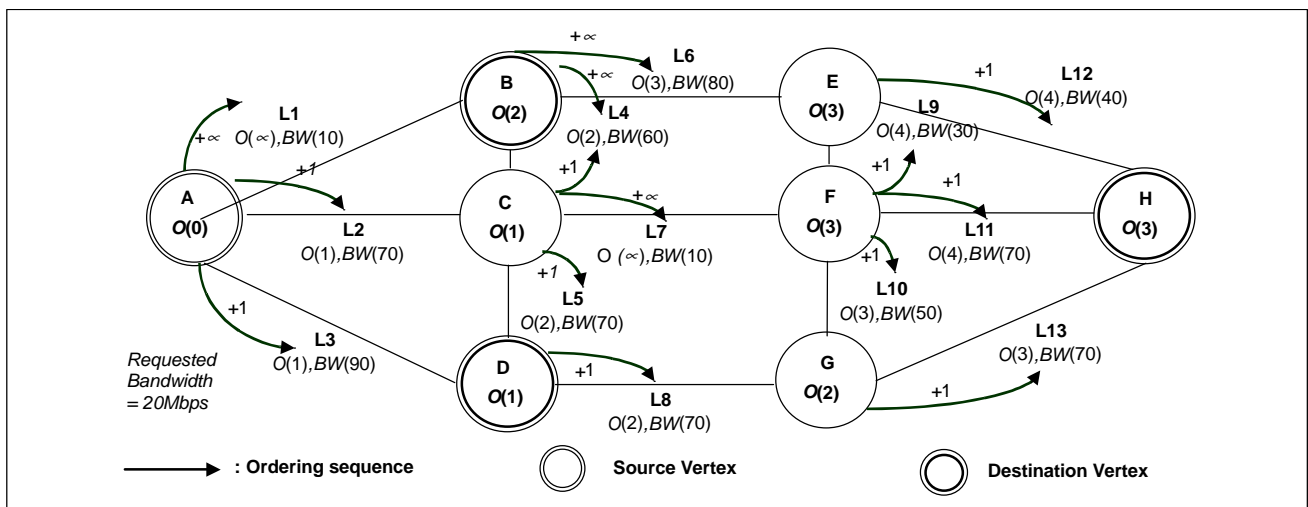 +∝
L6
O(3),BW(80)
B
O(2)
+∝
L4
O(2),BW(60)
E
O(3)
+1
L12
O(4),BW(40)
L9
O(4),BW(30)
L1
O(∝),BW(10)
+∝
+1
A
O(0)
L2
O(1),BW(70)
C
O(1)
+1
+∝
L7
O (∝),BW(10)
+1
L5
O(2),BW(70)
F
O(3)
+1
+1
L11
O(4),BW(70)
+1
L10
O(3),BW(50)
H
O(3)
+1
L3
O(1),BW(90)
Requested
Bandwidth
= 20Mbps
D
O(1)
+1
L8
O(2),BW(70)
G
O(2)
L13
O(3),BW(70)
+1
: Ordering sequence
Source Vertex
Destination Vertex